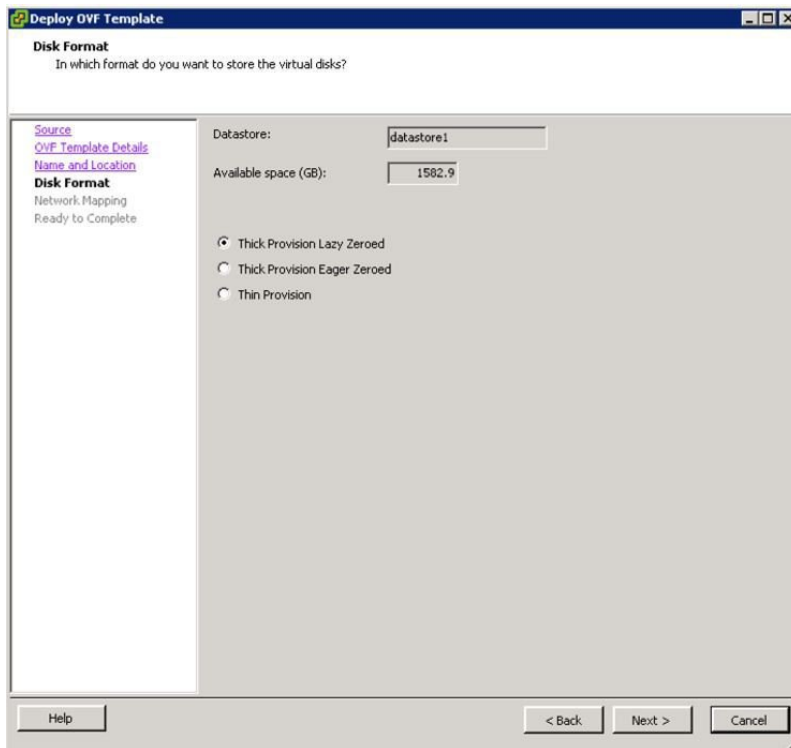 Deploy OVF Template
Disk Format
In which format do you want to store the virtual disks?
Source
OVF Template Details
Name and Location
Disk Format
Network Mapping
Ready to Complete
Datastore: datastore1
Available space (GB): 1582.9
Thick Provision Lazy Zeroed
Thick Provision Eager Zeroed
Thin Provision
Help < Back Next > Cancel